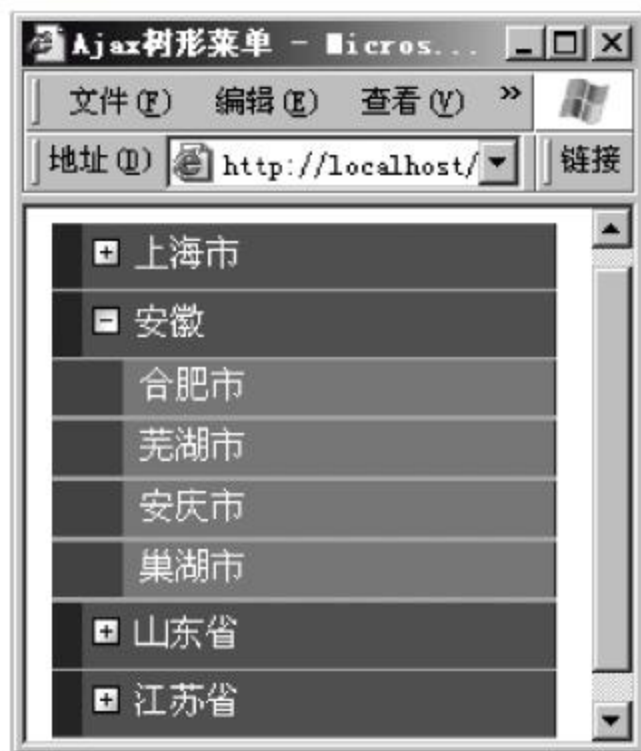 Ajax树形菜单 - Micros...
文件(F) 编辑(E) 查看(V) »
地址(D) http://localhost/ 链接
上海市
安徽
合肥市
芜湖市
安庆市
巢湖市
山东省
江苏省